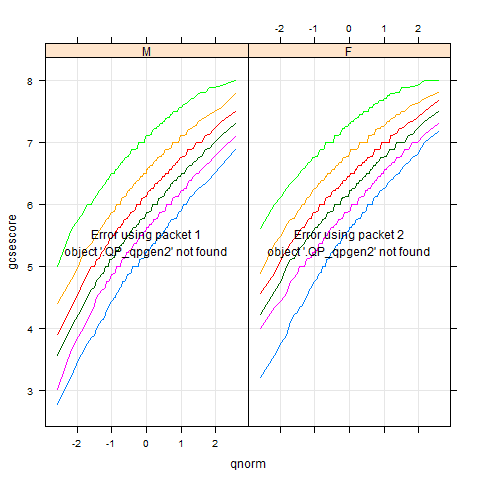 -2 -1 0 1 2
M F
8
7
6
5
4
3
gcsescore
Error using packet 1 Error using packet 2
object '.QP_qpgen2' not found object '.QP_qpgen2' not found
-2 -1 0 1 2
qnorm